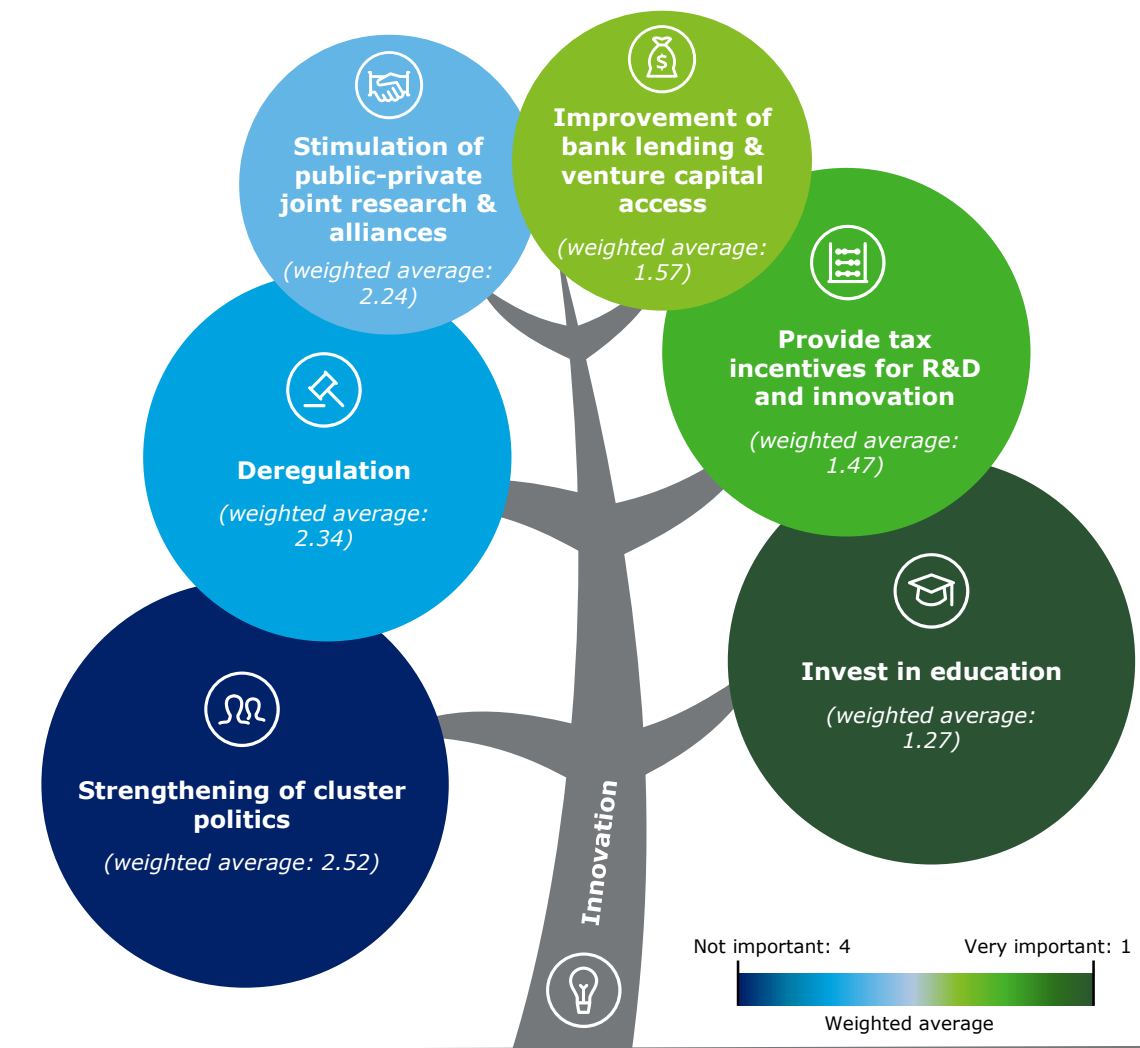 Stimulation of
public-private
joint research &
alliances
(weighted average:
2.24)
Improvement of
bank lending &
venture capital
access
(weighted average:
1.57)
Provide tax
incentives for R&D
and innovation
(weighted average:
1.47)
Deregulation
(weighted average:
2.34)
Invest in education
(weighted average:
1.27)
Strengthening of cluster
politics
(weighted average: 2.52)
Innovation
$
Not important: 4
Very important: 1
Weighted average